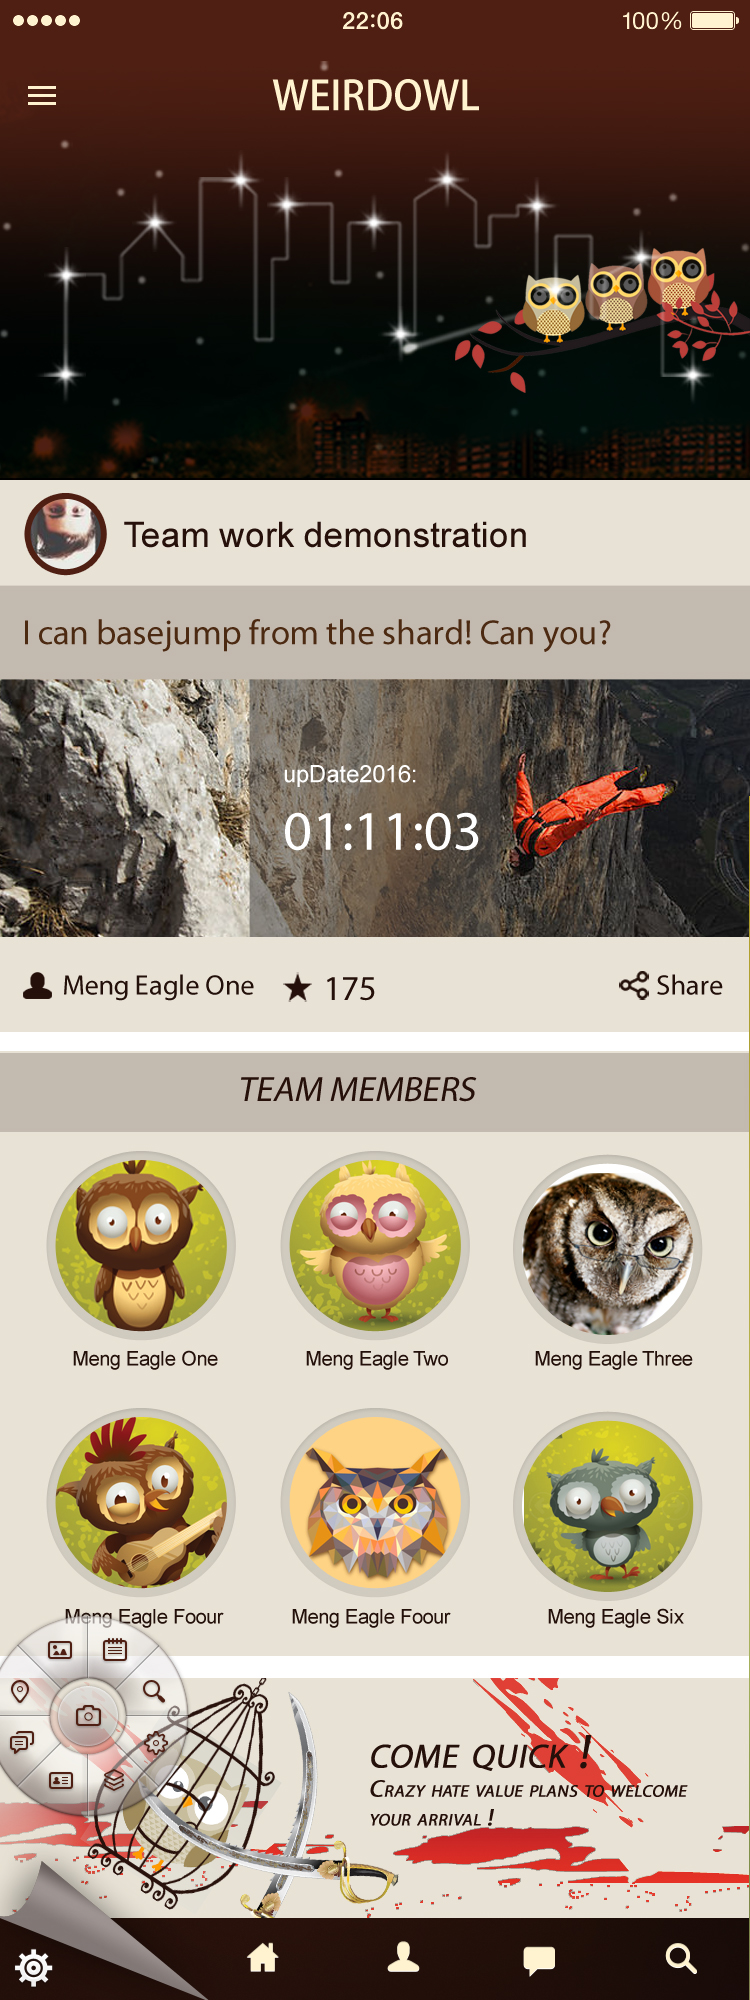 22:06
100%
WEIRDOWL
Team work demonstration
I can basejump from the shard! Can you?
upDate2016:
01:11:03
Meng Eagle One
175
Share
TEAM MEMBERS
Meng Eagle One
Meng Eagle Two
Meng Eagle Three
Meng Eagle Foour
Meng Eagle Foour
Meng Eagle Six
COME QUICK !
CRAZY HATE VALUE PLANS TO WELCOME
YOUR ARRIVAL !